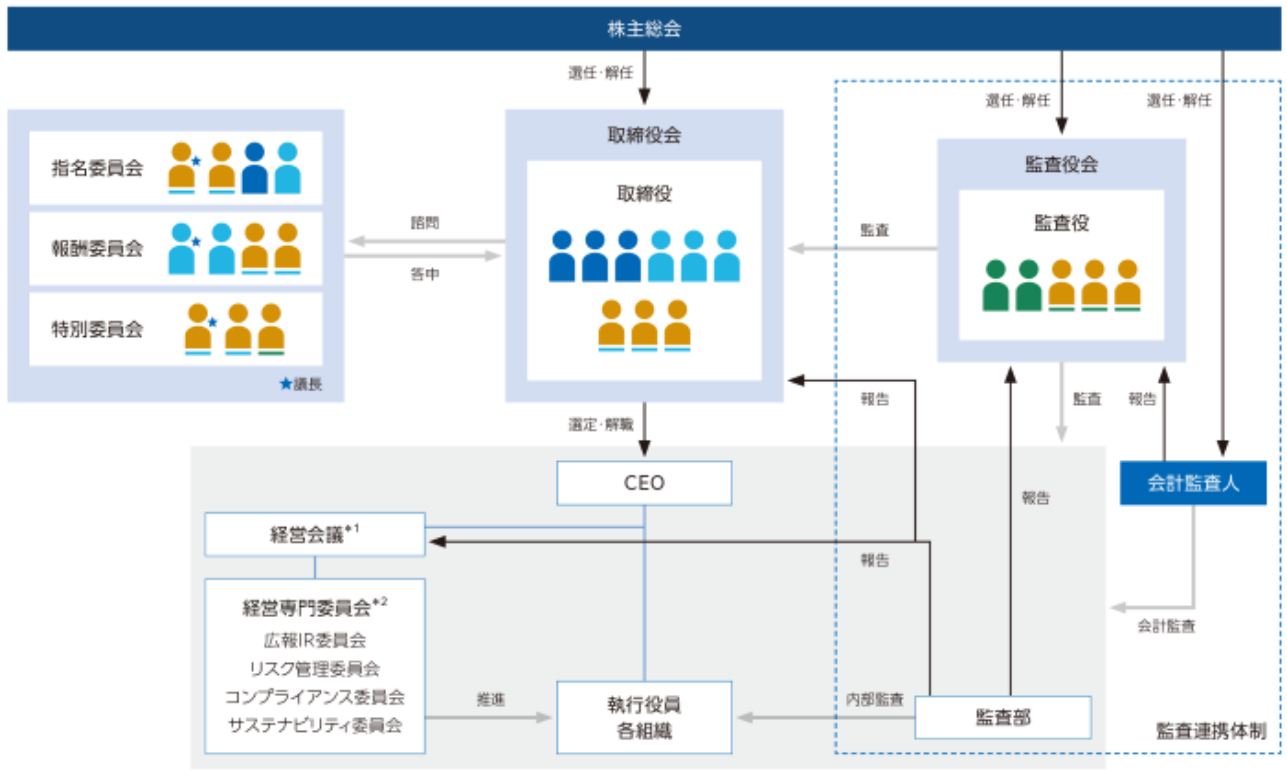 株主総会
選任・解任
選任・解任
選任・解任
指名委員会
報酬委員会
特別委員会
★議長
諮問
答申
取締役会
取締役
監査
監査役会
監査役
選定・解職
報告
監査
報告
CEO
会計監査人
経営会議*1
報告
報告
経営専門委員会*2
広報IR委員会
リスク管理委員会
コンプライアンス委員会
サステナビリティ委員会
推進
執行役員
各組織
内部監査
監査部
会計監査
監査連携体制